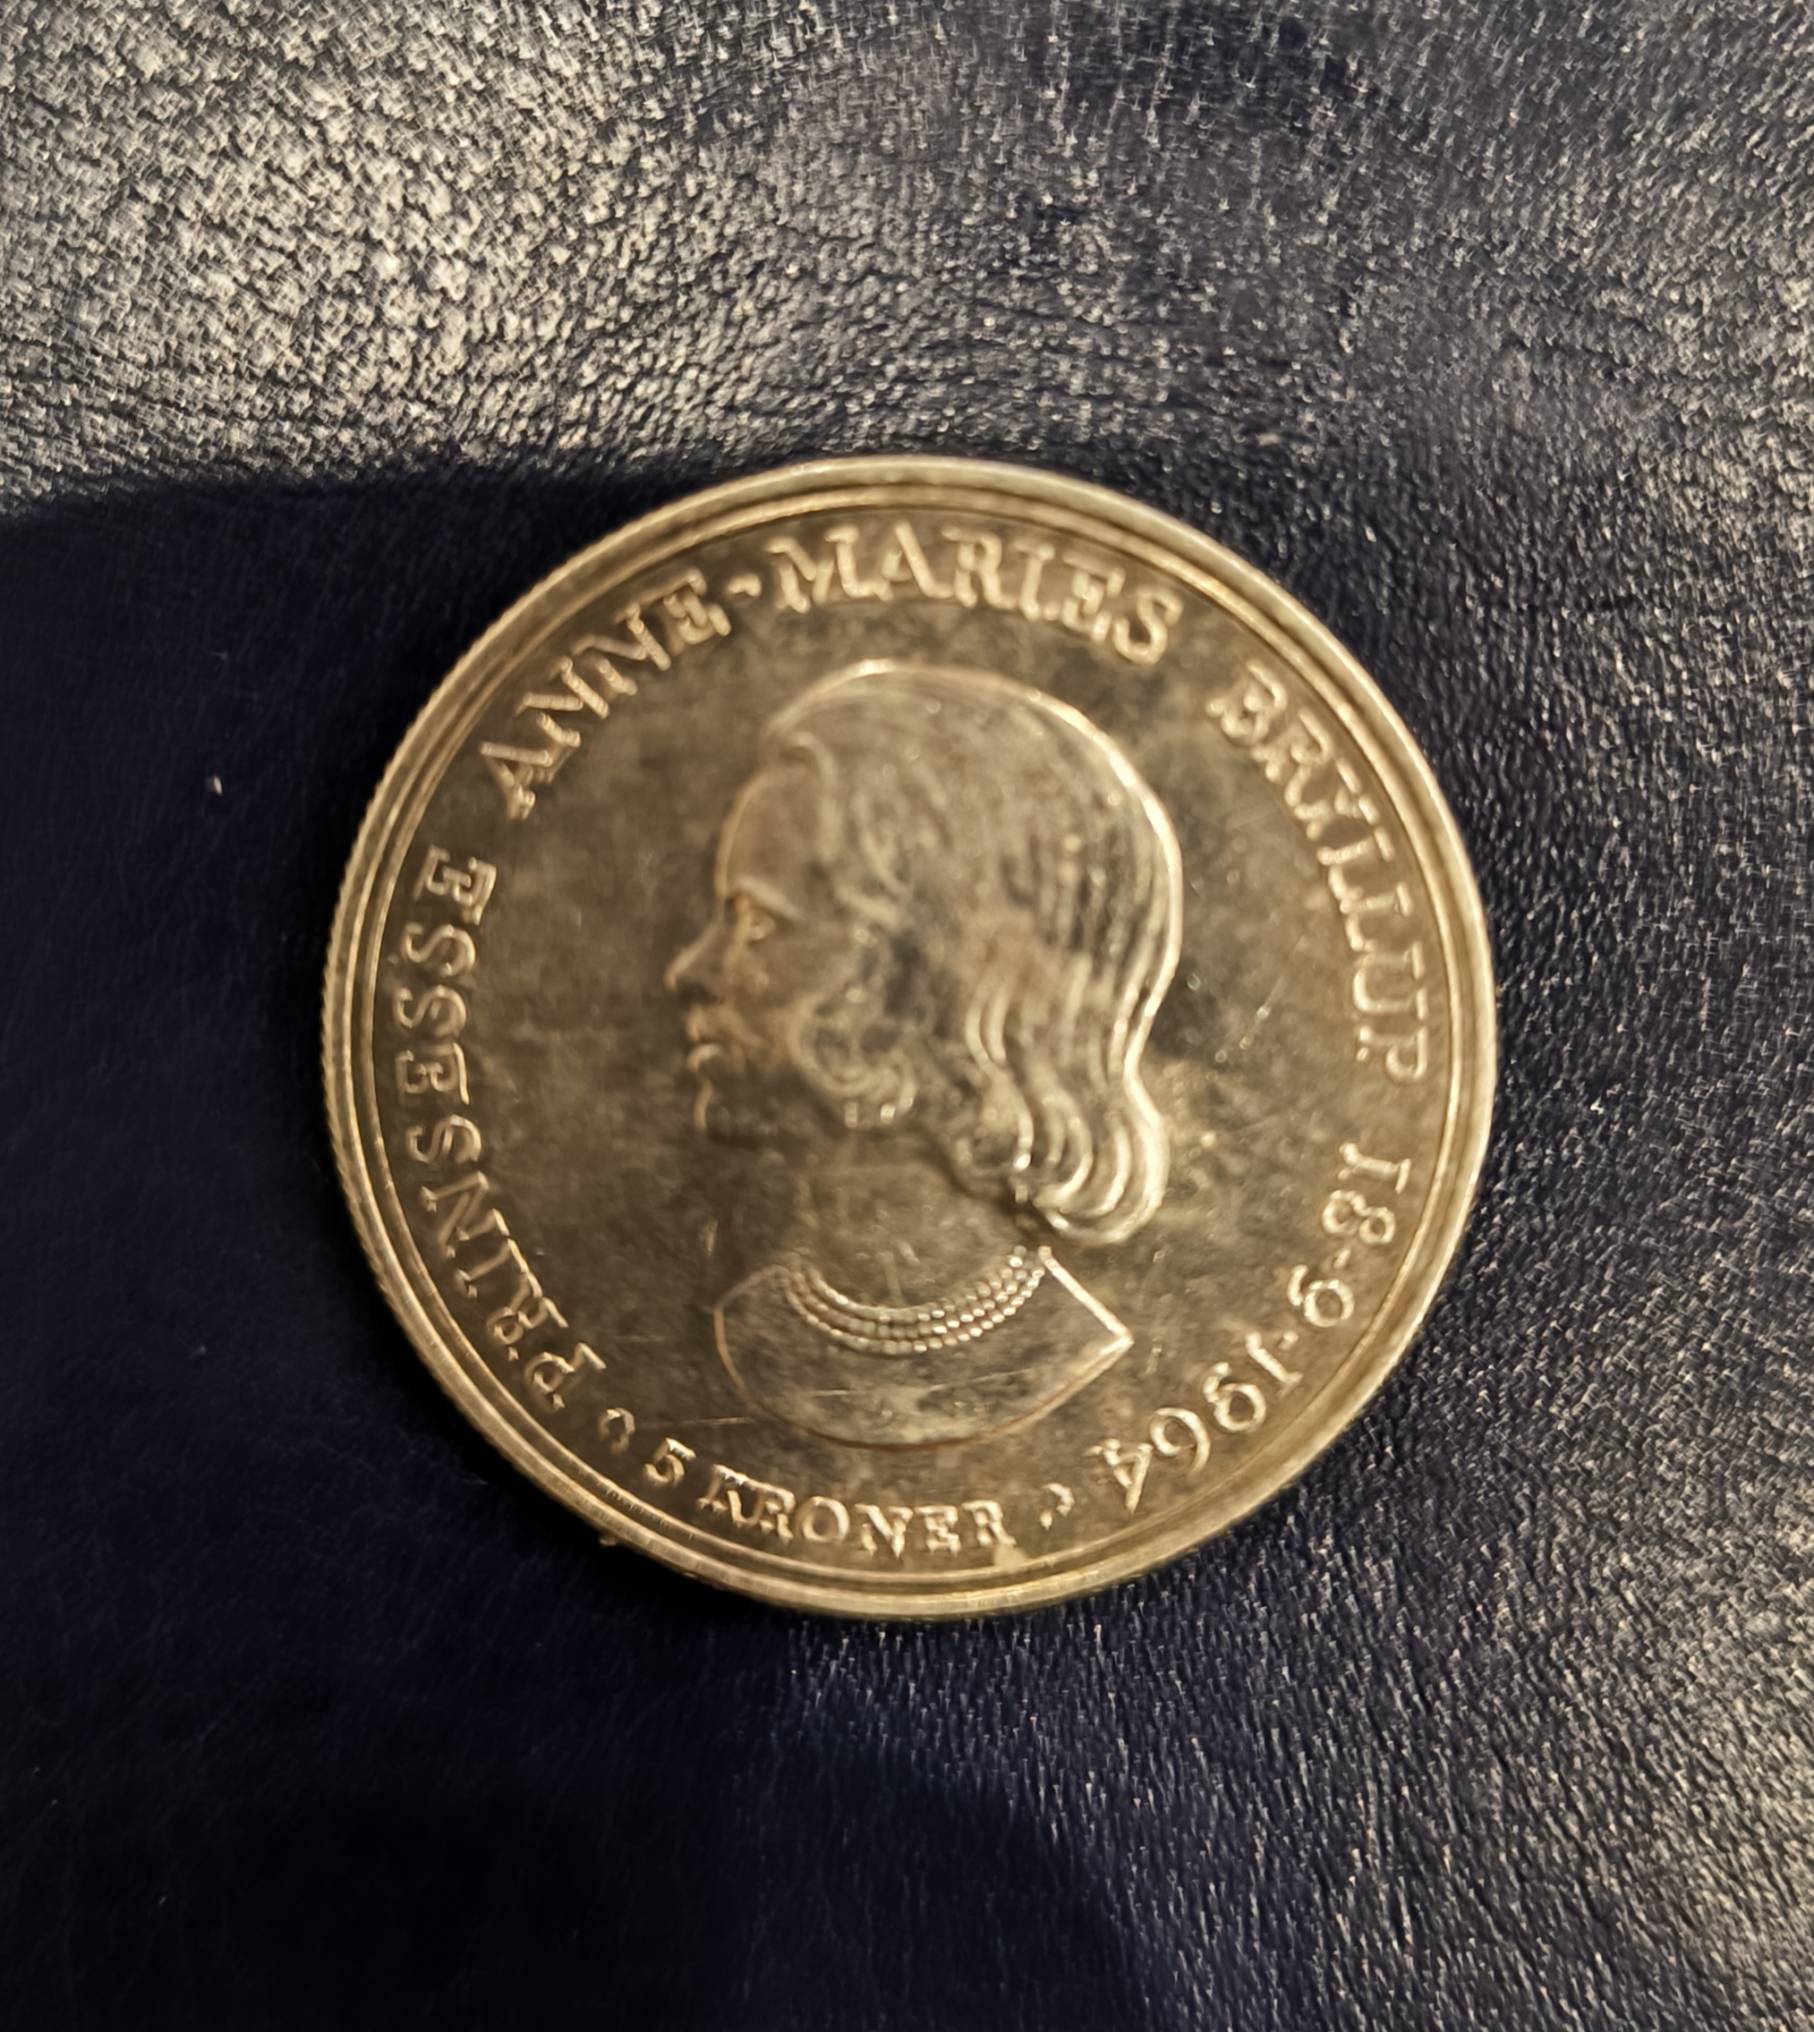 PRINSESSE ANNE-MARIES BRYLLUP 18-9-1964
5 KRONER